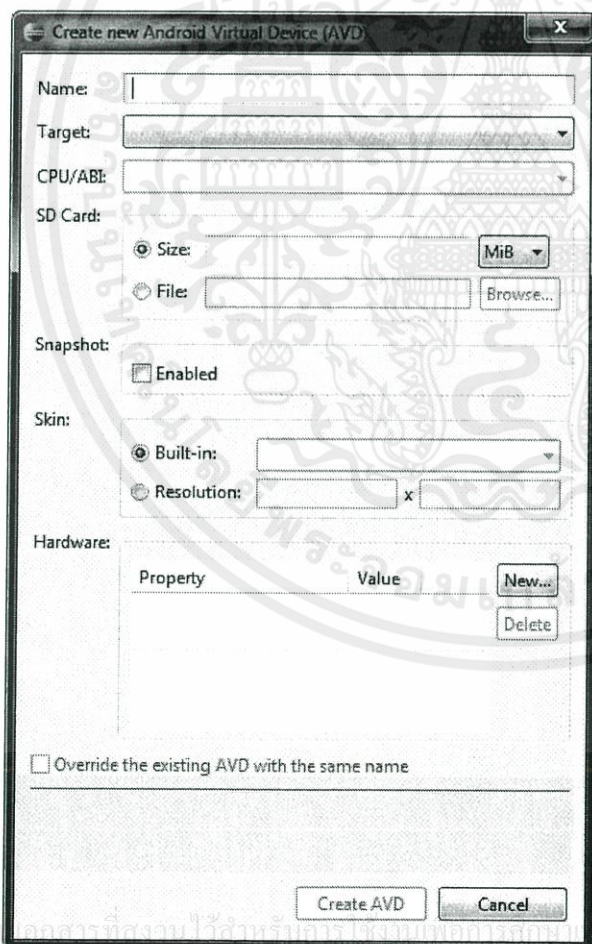 Create new Android Virtual Device (AVD)
Name:
Target:
CPU/ABI:
SD Card:
Size:
MiB
File:
Browse...
Snapshot:
Enabled
Skin:
Built-in:
Resolution:
x
Hardware:
Property Value New...
Delete
Override the existing AVD with the same name
Create AVD Cancel